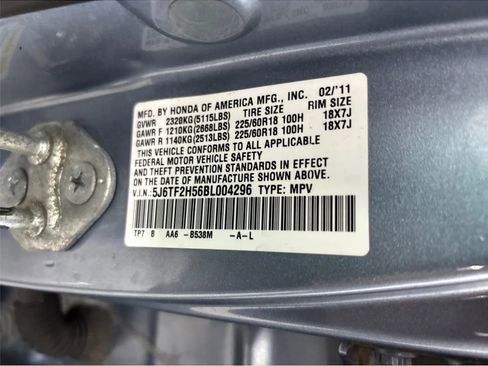 MFD. BY HONDA OF AMERICA MFG., INC. 02/'11
GVWR 2320KG(5115LBS) TIRE SIZE RIM SIZE
GAWR F 1210KG(2668LBS) 225/60R18 100H 18X7J
GAWR R 1140KG(2513LBS) 225/60R18 100H 18X7J
THIS VEHICLE CONFORMS TO ALL APPLICABLE
FEDERAL MOTOR VEHICLE SAFETY AND THEFT
PREVENTION STANDARDS IN EFFECT ON THE
DATE OF MANUFACTURE SHOWN ABOVE.
V.I.N.:5J6TF2H56BL004296 TYPE: MPV
TP7 B AA6 -B538M -A-L